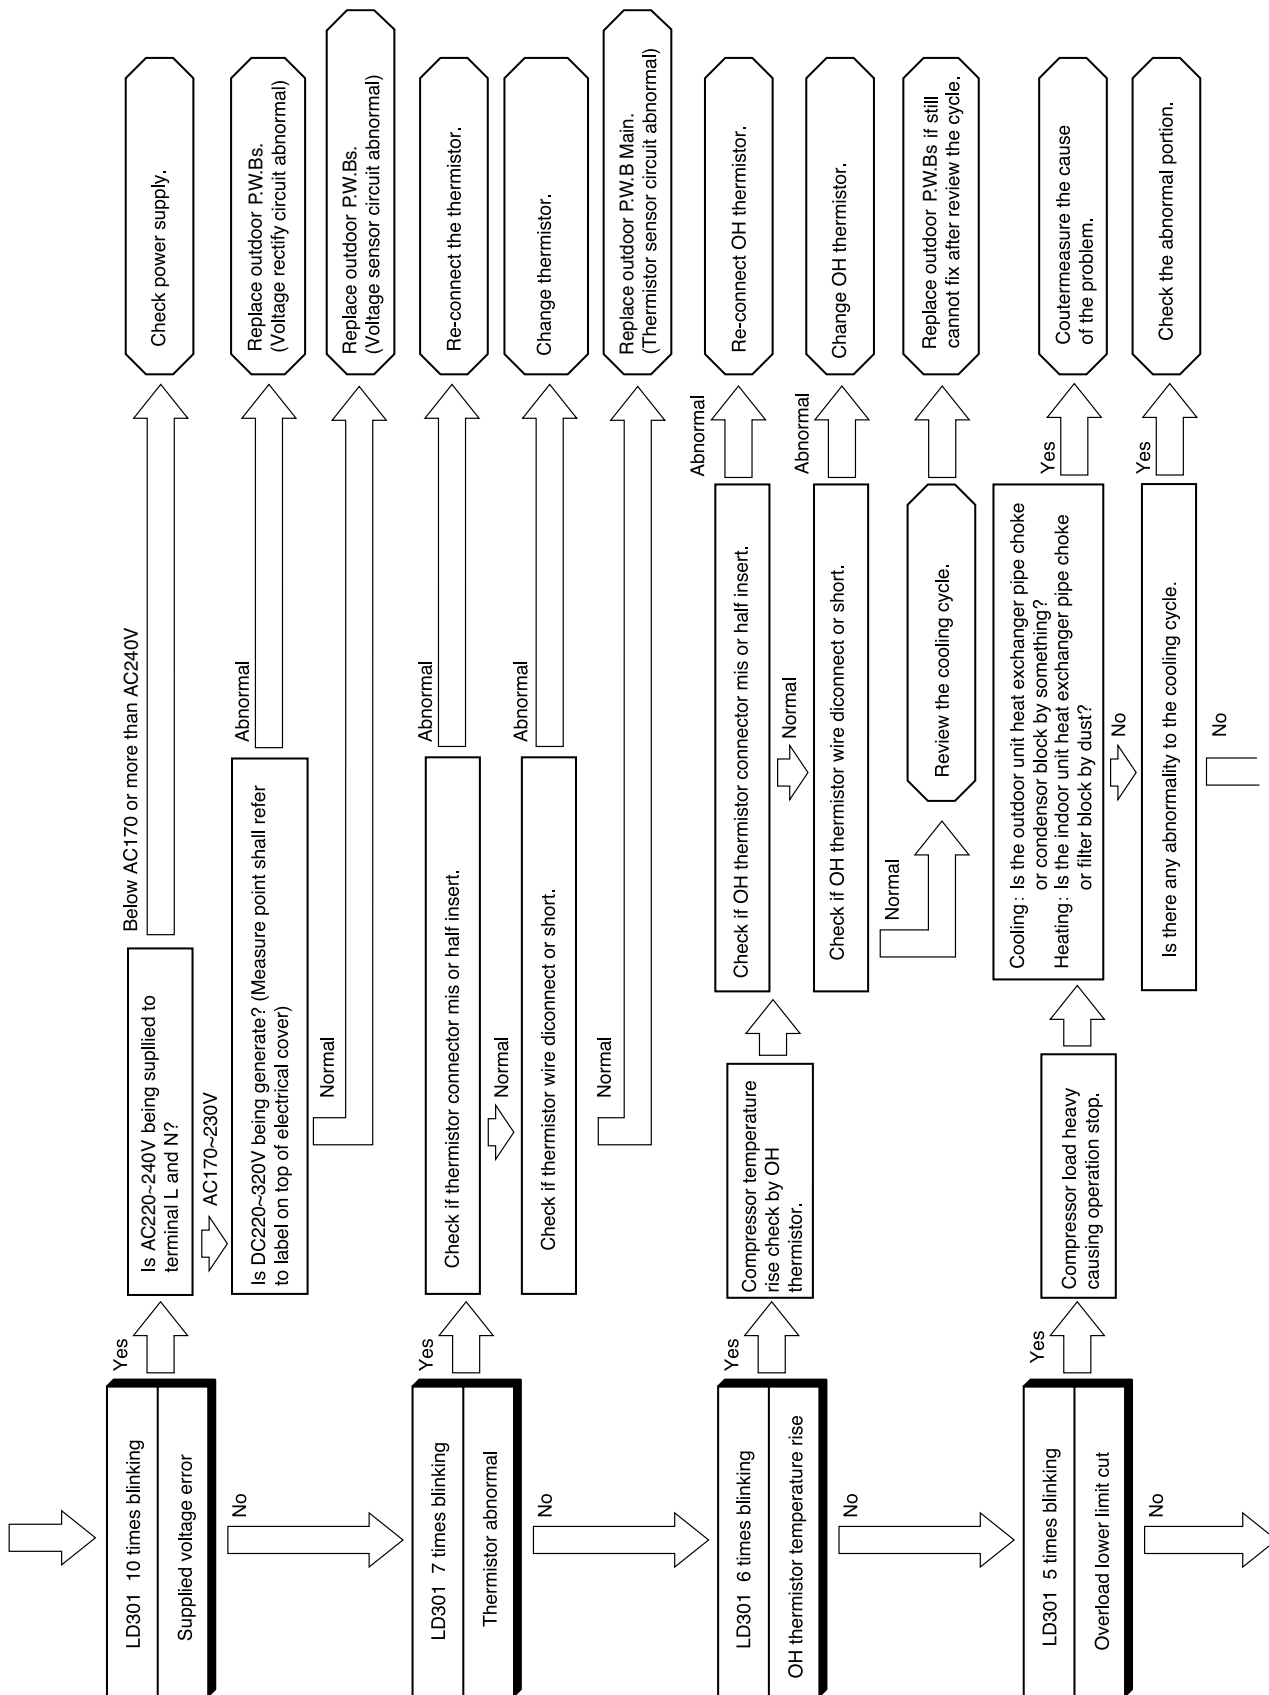 LD301  10 times blinking
Supplied voltage error
Yes
Is AC220~240V being supllied to
terminal L and N?
Below AC170 or more than AC240V
Check power supply.
AC170~230V
Is DC220~320V being generate? (Measure point shall refer
to label on top of electrical cover)
Abnormal
Replace outdoor P.W.Bs.
(Voltage rectify circuit abnormal)
Normal
Replace outdoor P.W.Bs.
(Voltage sensor circuit abnormal)
No
LD301  7 times blinking
Thermistor abnormal
Yes
Check if thermistor connector mis or half insert.
Abnormal
Re-connect the thermistor.
Normal
Check if thermistor wire diconnect or short.
Abnormal
Change thermistor.
Normal
Replace outdoor P.W.B Main.
(Thermistor sensor circuit abnormal)
No
LD301  6 times blinking
OH thermistor temperature rise
Yes
Compressor temperature
rise check by OH
thermistor.
Check if OH thermistor connector mis or half insert.
Abnormal
Re-connect OH thermistor.
Normal
Check if OH thermistor wire diconnect or short.
Abnormal
Change OH thermistor.
Normal
Review the cooling cycle.
Replace outdoor P.W.Bs if still
cannot fix after review the cycle.
No
LD301  5 times blinking
Overload lower limit cut
Yes
Compressor load heavy
causing operation stop.
Cooling : Is the outdoor unit heat exchanger pipe choke
or condensor block by something?
Heating: Is the indoor unit heat exchanger pipe choke
or filter block by dust?
Yes
Coutermeasure the cause
of the problem.
No
Is there any abnormality to the cooling cycle.
Yes
Check the abnormal portion.
No
No